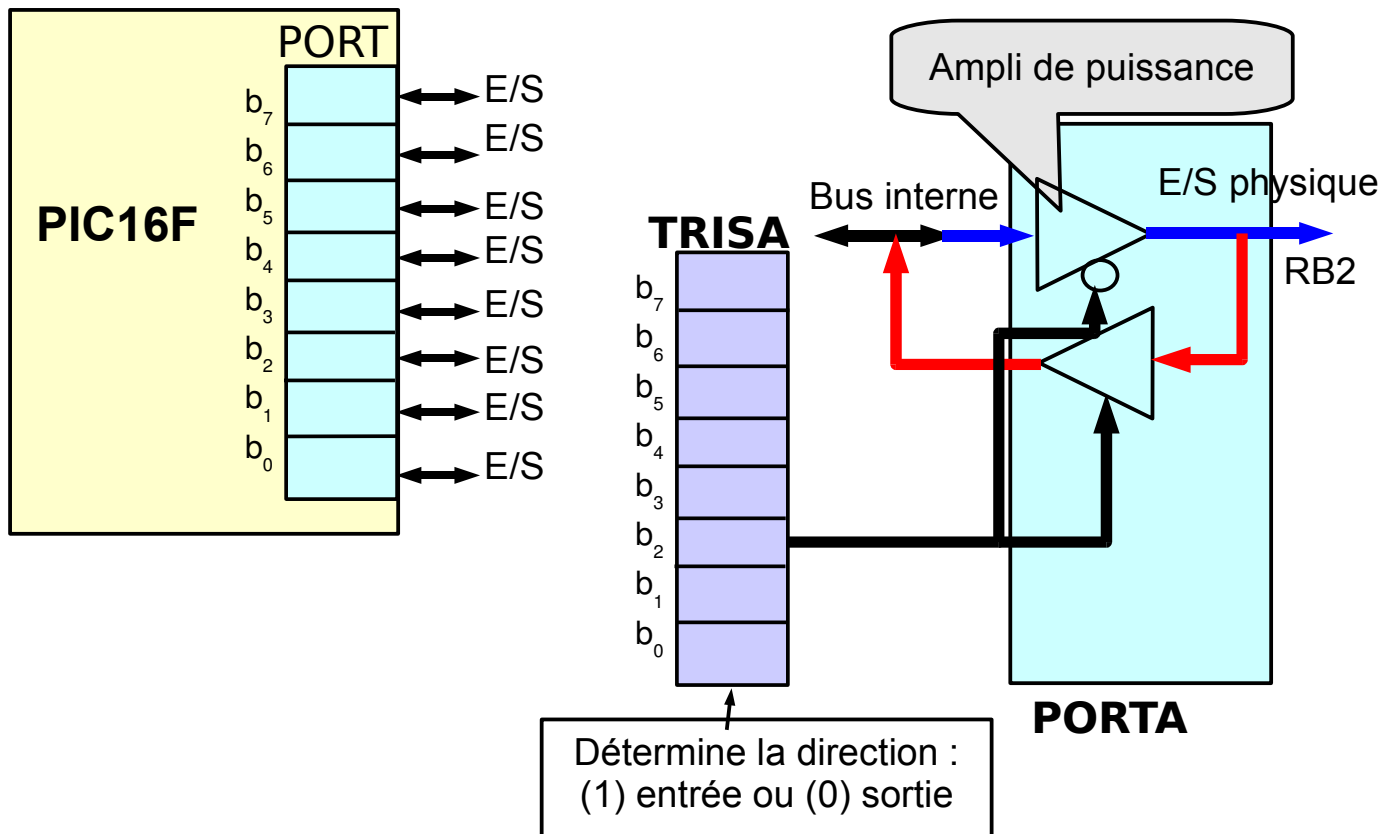 PORT
PIC16F
b7
b6
b5
b4
b3
b2
b1
b0
E/S
E/S
E/S
E/S
E/S
E/S
E/S
E/S
Ampli de puissance
Bus interne
E/S physique
RB2
TRISA
b7
b6
b5
b4
b3
b2
b1
b0
PORTA
Détermine la direction :
(1) entrée ou (0) sortie